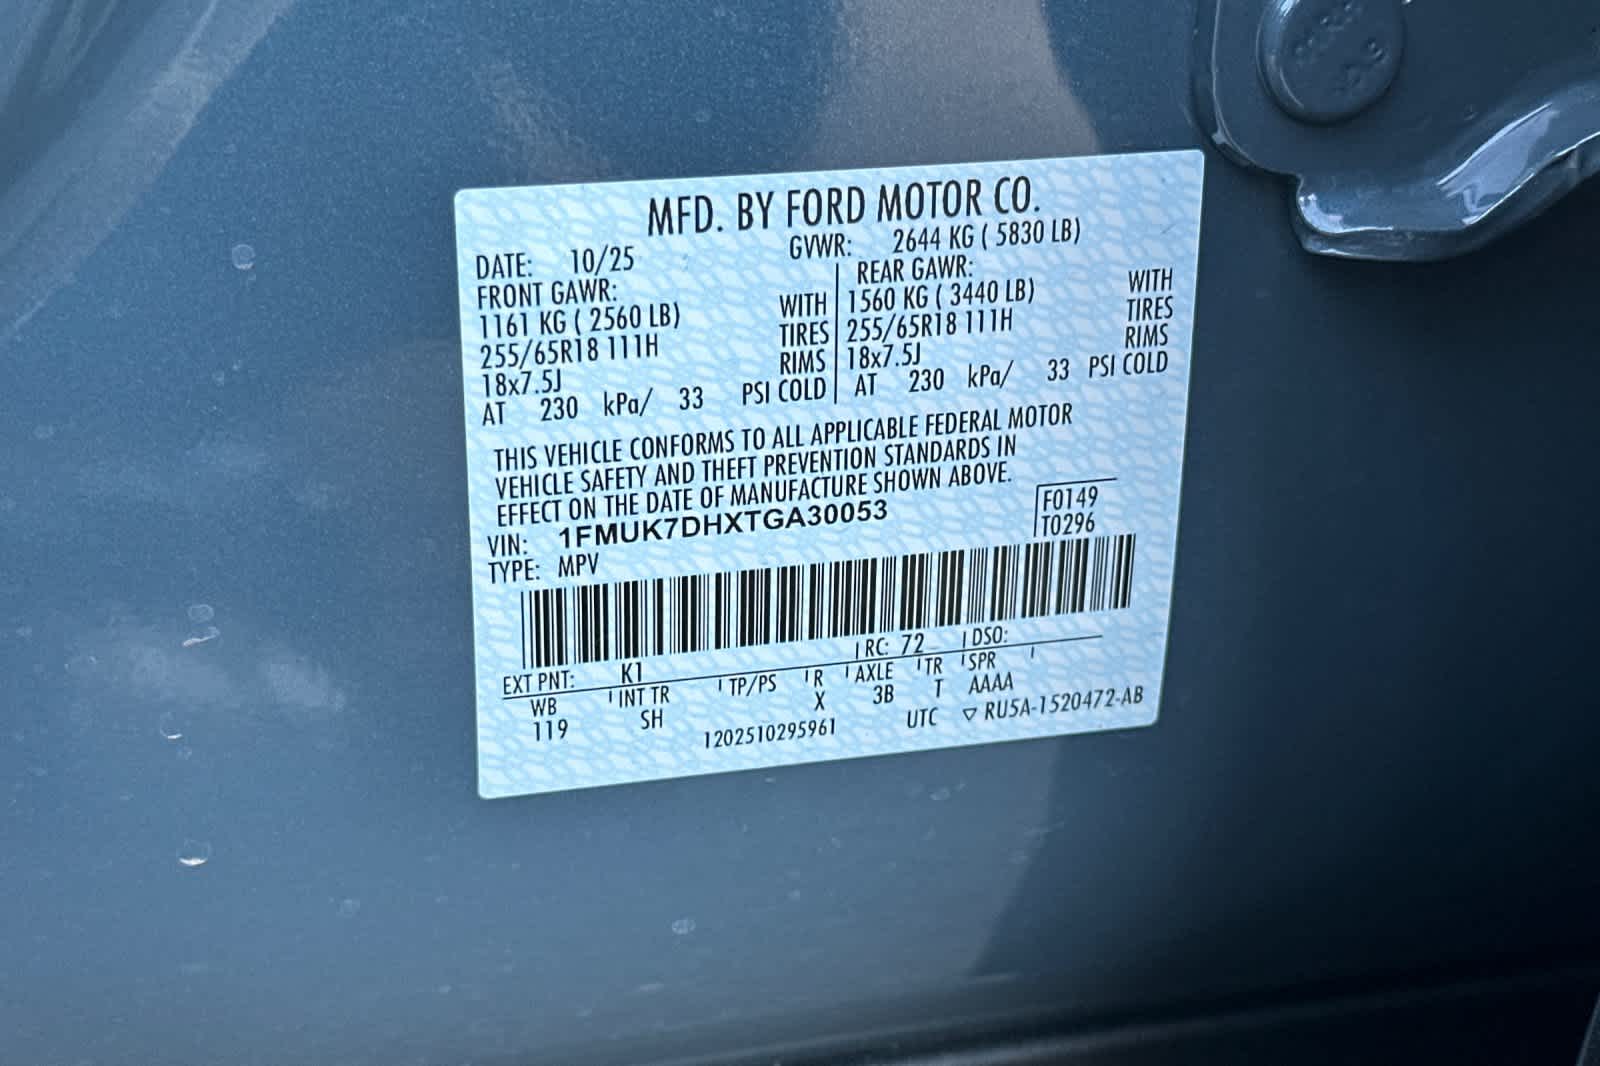 MFD. BY FORD MOTOR CO.
DATE: 10/25 GVWR: 2644 KG ( 5830 LB)
FRONT GAWR: REAR GAWR:
1161 KG ( 2560 LB) WITH 1560 KG ( 3440 LB) WITH
255/65R18 111H TIRES 255/65R18 111H TIRES
18x7.5J RIMS 18x7.5J RIMS
AT 230 kPa/ 33 PSI COLD AT 230 kPa/ 33 PSI COLD
THIS VEHICLE CONFORMS TO ALL APPLICABLE FEDERAL MOTOR
VEHICLE SAFETY AND THEFT PREVENTION STANDARDS IN
EFFECT ON THE DATE OF MANUFACTURE SHOWN ABOVE.
VIN: 1FMUK7DHXTGA30053 F0149
TYPE: MPV T0296
EXT PNT: K1 RC: 72 DSO:
WB INT TR TP/PS R AXLE TR SPR
119 SH X 3B T AAAA
1202510295961 UTC ▽ RU5A-1520472-AB